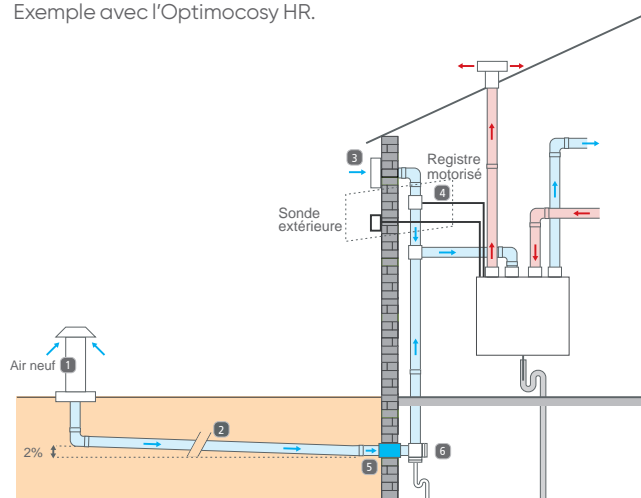 Exemple avec l'Optimocosy HR.
3
Registre
motorisé
4
Sonde
extérieure
Air neuf
1
2
2%
5
6